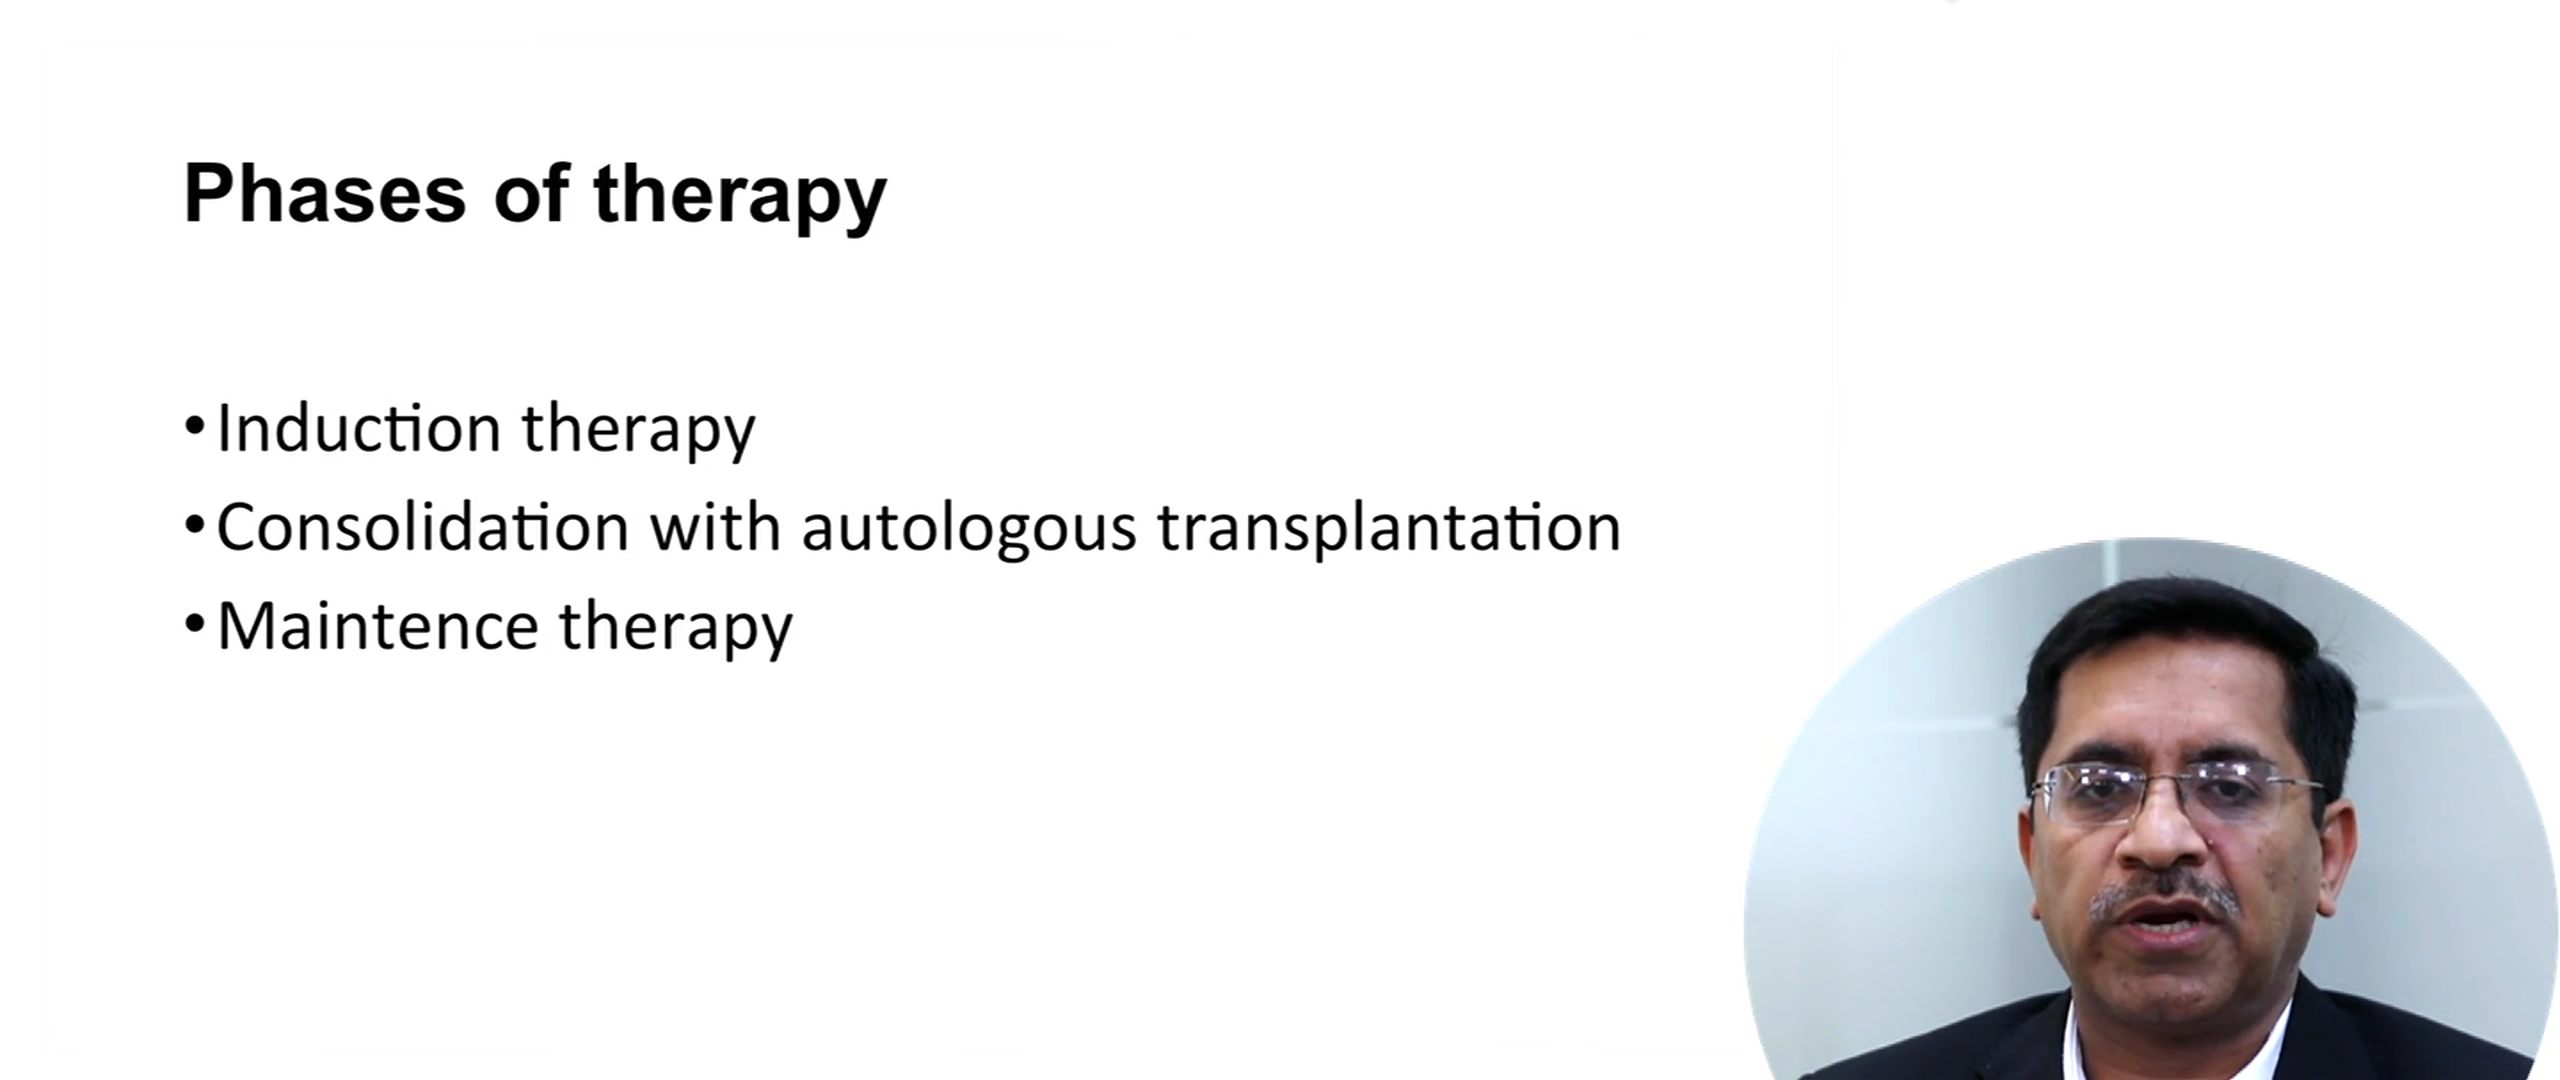 Phases of therapy
•Induction therapy
•Consolidation with autologous transplantation
•Maintence therapy